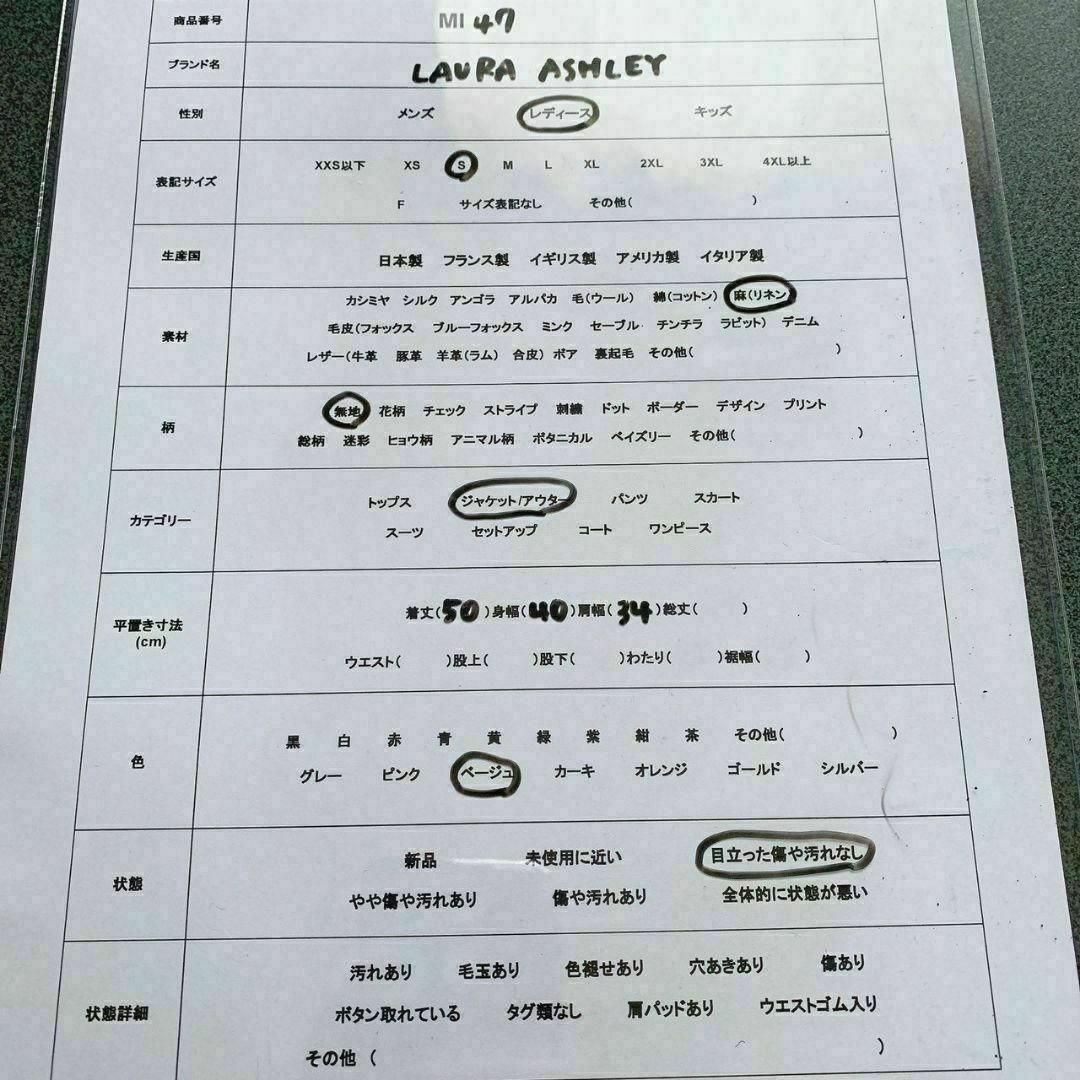 商品番号 MI 47
ブランド名 LAURA ASHLEY
性別 メンズ レディース キッズ
表記サイズ
XXS以下 XS S M L XL 2XL 3XL 4XL以上
F サイズ表記なし その他( )
生産国 日本製 フランス製 イギリス製 アメリカ製 イタリア製
素材
カシミヤ シルク アンゴラ アルパカ 毛(ウール) 綿(コットン) 麻(リネン
毛皮(フォックス ブルーフォックス ミンク セーブル チンチラ ラビット) デニム
レザー(牛革 豚革 羊革(ラム) 合皮) ボア 裏起毛 その他( )
柄
無地 花柄 チェック ストライプ 刺繍 ドット ボーダー デザイン プリント
総柄 迷彩 ヒョウ柄 アニマル柄 ボタニカル ペイズリー その他( )
カテゴリー
トップス ジャケット/アウター パンツ スカート
スーツ セットアップ コート ワンピース
平置き寸法
(cm)
着丈(50)身幅(40)肩幅(34)総丈( )
ウエスト( )股上( )股下( )わたり( )裾幅( )
色
黒 白 赤 青 黄 緑 紫 紺 茶 その他( )
グレー ピンク ベージュ カーキ オレンジ ゴールド シルバー
状態
新品 未使用に近い 目立った傷や汚れなし
やや傷や汚れあり 傷や汚れあり 全体的に状態が悪い
状態詳細
汚れあり 毛玉あり 色褪せあり 穴あきあり 傷あり
ボタン取れている タグ類なし 肩パッドあり ウエストゴム入り
その他 ( )